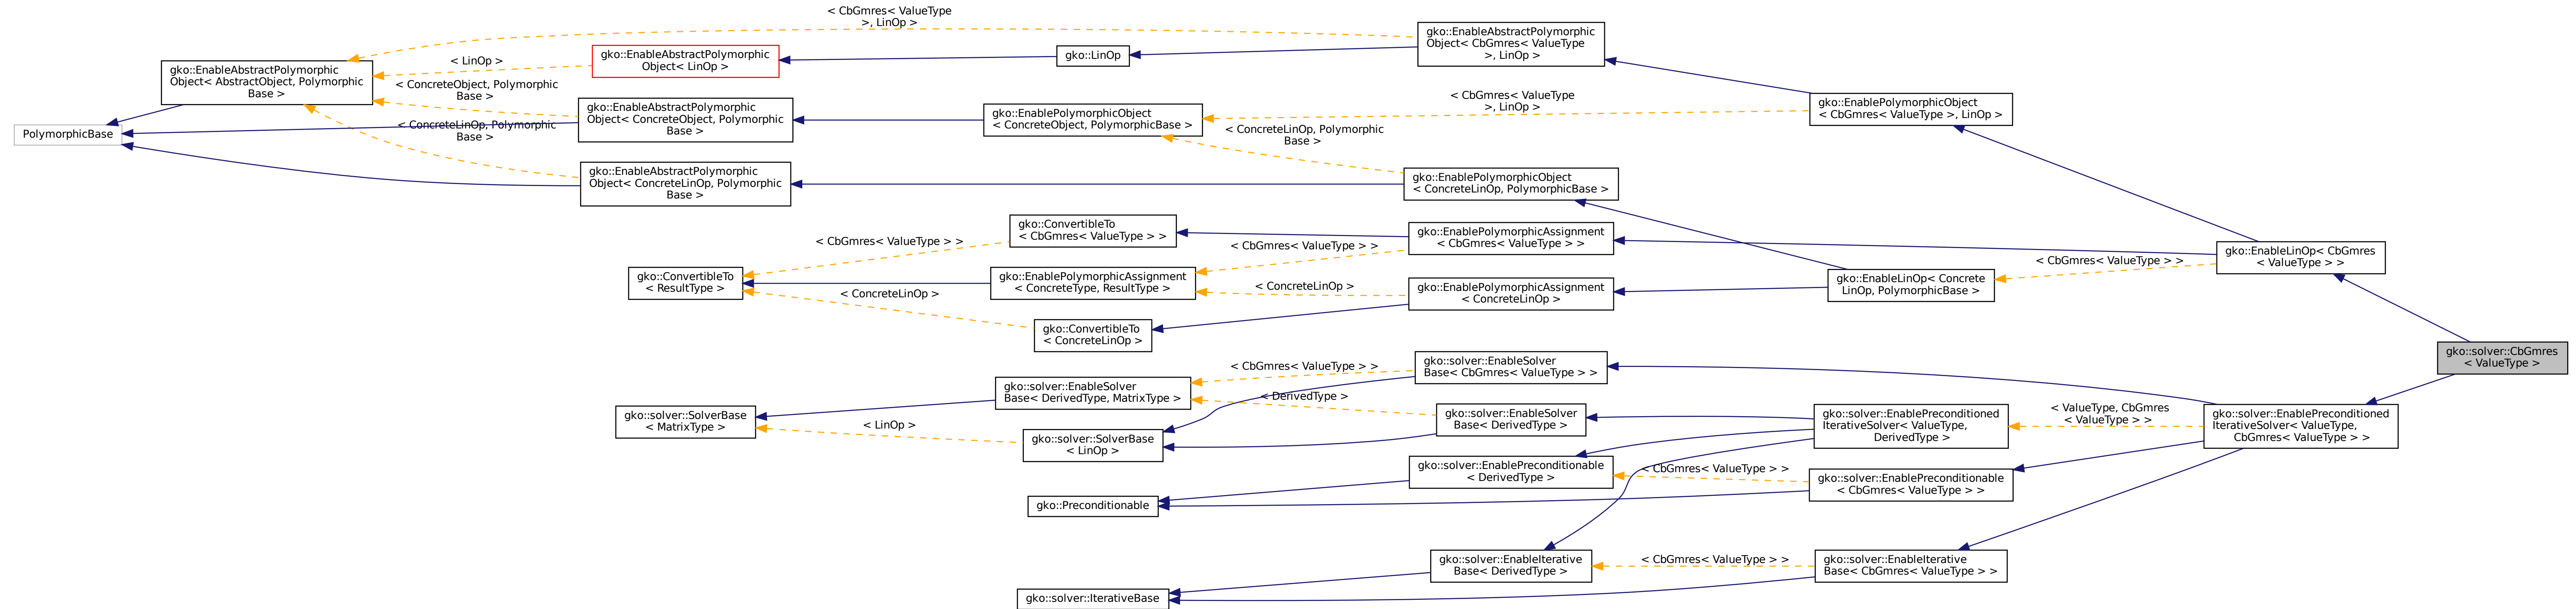 < CbGmres< ValueType
>, LinOp >
gko::EnableAbstractPolymorphic
Object< CbGmres< ValueType
>, LinOp >
gko::EnableAbstractPolymorphic
Object< LinOp >
gko::LinOp
< LinOp >
gko::EnableAbstractPolymorphic
Object< AbstractObject, Polymorphic
Base >
< ConcreteObject, Polymorphic
Base >
gko::EnableAbstractPolymorphic
Object< ConcreteObject, Polymorphic
Base >
gko::EnablePolymorphicObject
< ConcreteObject, PolymorphicBase >
< CbGmres< ValueType
>, LinOp >
gko::EnablePolymorphicObject
< CbGmres< ValueType >, LinOp >
PolymorphicBase
< ConcreteLinOp, Polymorphic
Base >
< ConcreteLinOp, Polymorphic
Base >
gko::EnableAbstractPolymorphic
Object< ConcreteLinOp, Polymorphic
Base >
gko::EnablePolymorphicObject
< ConcreteLinOp, PolymorphicBase >
gko::ConvertibleTo
< CbGmres< ValueType > >
< CbGmres< ValueType > >
gko::EnablePolymorphicAssignment
< CbGmres< ValueType > >
< CbGmres< ValueType > >
gko::EnableLinOp< CbGmres
< ValueType > >
< CbGmres< ValueType > >
gko::ConvertibleTo
< ResultType >
gko::EnablePolymorphicAssignment
< ConcreteType, ResultType >
< ConcreteLinOp >
gko::EnablePolymorphicAssignment
< ConcreteLinOp >
gko::EnableLinOp< Concrete
LinOp, PolymorphicBase >
< ConcreteLinOp >
gko::ConvertibleTo
< ConcreteLinOp >
gko::solver::CbGmres
< ValueType >
< CbGmres< ValueType > >
gko::solver::EnableSolver
Base< CbGmres< ValueType > >
gko::solver::EnableSolver
Base< DerivedType, MatrixType >
< DerivedType >
gko::solver::SolverBase
< MatrixType >
< LinOp >
gko::solver::SolverBase
< LinOp >
gko::solver::EnableSolver
Base< DerivedType >
gko::solver::EnablePreconditioned
IterativeSolver< ValueType,
DerivedType >
< ValueType, CbGmres
< ValueType > >
gko::solver::EnablePreconditioned
IterativeSolver< ValueType,
CbGmres< ValueType > >
gko::solver::EnablePreconditionable
< DerivedType >
< CbGmres< ValueType > >
gko::solver::EnablePreconditionable
< CbGmres< ValueType > >
gko::Preconditionable
gko::solver::EnableIterative
Base< DerivedType >
< CbGmres< ValueType > >
gko::solver::EnableIterative
Base< CbGmres< ValueType > >
gko::solver::IterativeBase